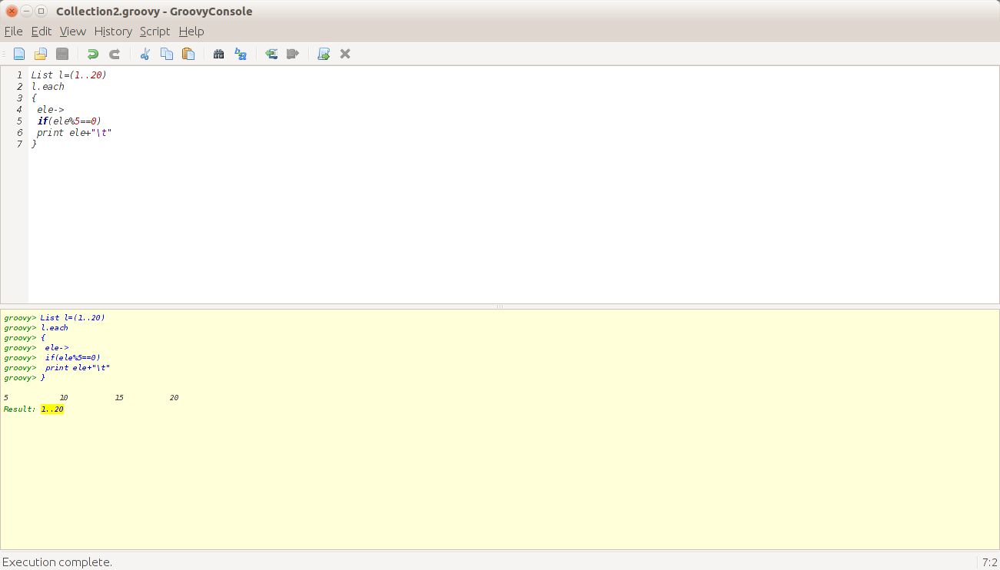 Collection2.groovy - GroovyConsole
File Edit View History Script Help
1 List l=(1..20)
2 l.each
3 {
4  ele->
5  if(ele%5==0)
6  print ele+"\t"
7 }
groovy> List l=(1..20)
groovy> l.each
groovy> {
groovy>  ele->
groovy>  if(ele%5==0)
groovy>  print ele+"\t"
groovy> }
5 10 15 20
Result: 1..20
Execution complete. 7:2